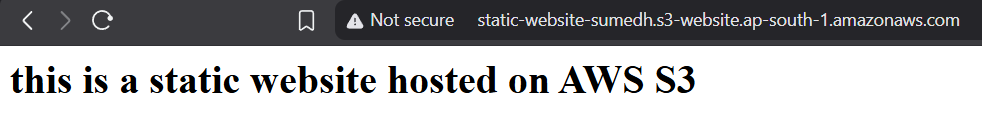 Not secure static-website-sumedh.s3-website.ap-south-1.amazonaws.com
this is a static website hosted on AWS S3